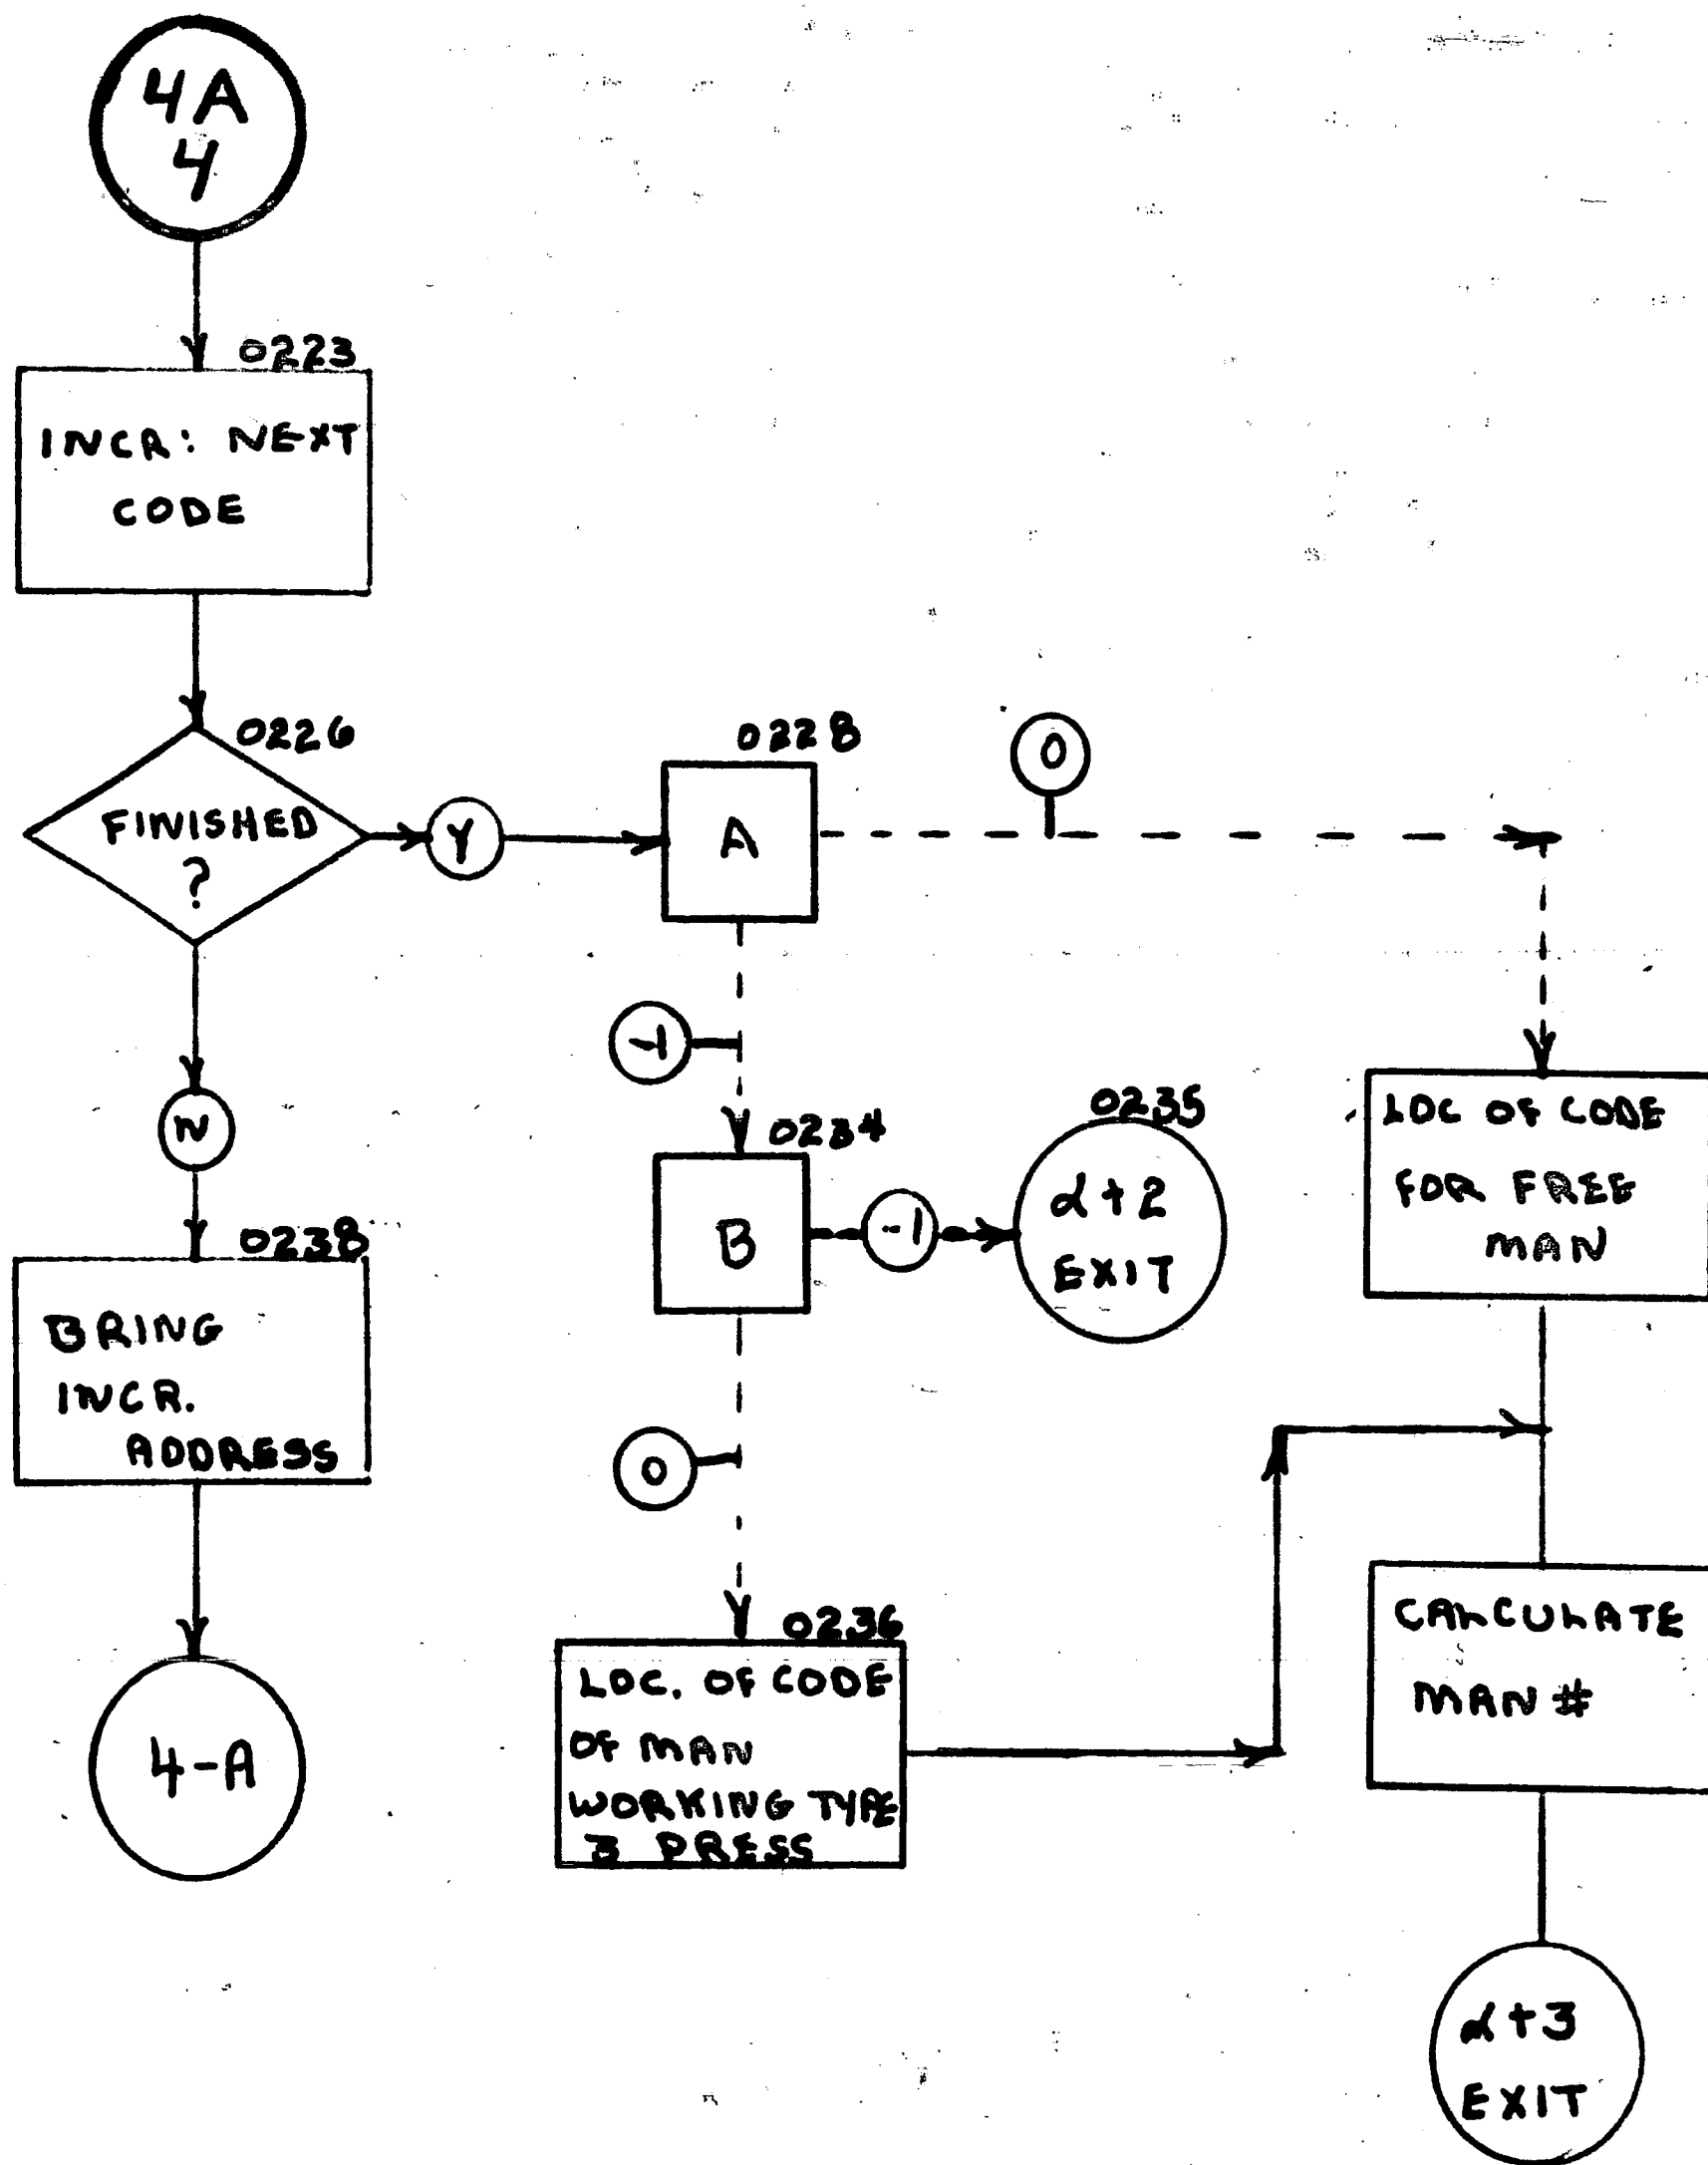 4A
4
0223
INCR: NEXT
CODE
0226
FINISHED
?
Y
0228
A
0
-1
N
0234
B
-1
0235
α+2
EXIT
LOC OF CODE
FOR FREE
MAN
0238
BRING
INCR.
ADDRESS
0
4-A
0236
LOC. OF CODE
OF MAN
WORKING TYPE
3 PRESS
CALCULATE
MAN #
α+3
EXIT